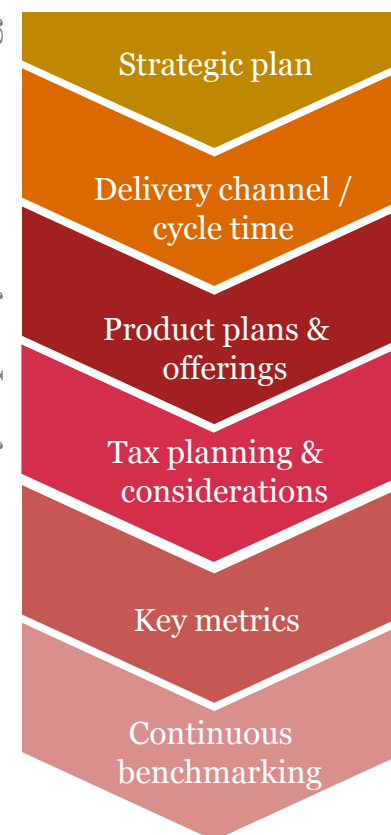 Strategic plan
Delivery channel /
cycle time
Product plans &
offerings
Tax planning &
considerations
Key metrics
Continuous
benchmarking